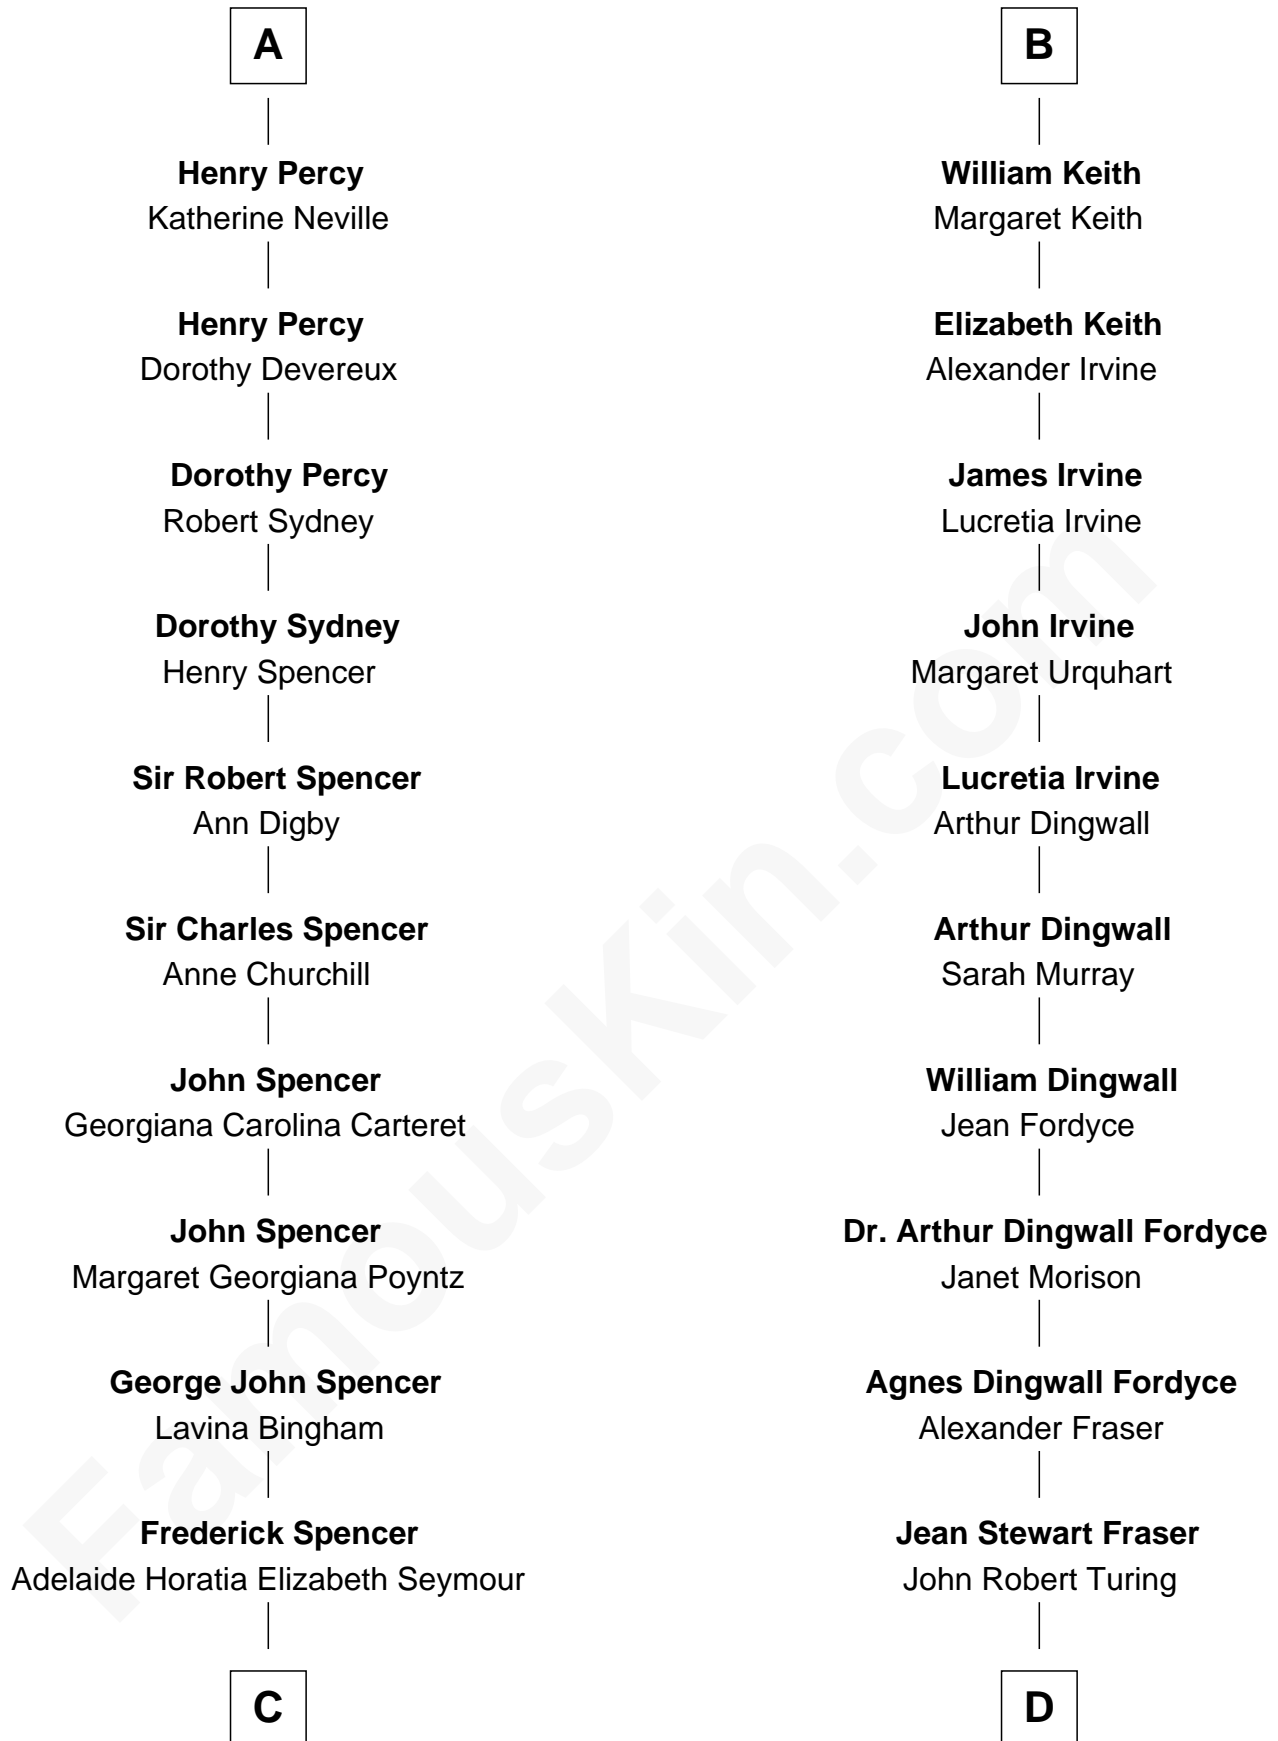 A
Henry Percy
Katherine Neville
Henry Percy
Dorothy Devereux
Dorothy Percy
Robert Sydney
Dorothy Sydney
Henry Spencer
Sir Robert Spencer
Ann Digby
Sir Charles Spencer
Anne Churchill
John Spencer
Georgiana Carolina Carteret
John Spencer
Margaret Georgiana Poyntz
George John Spencer
Lavina Bingham
Frederick Spencer
Adelaide Horatia Elizabeth Seymour
C
B
William Keith
Margaret Keith
Elizabeth Keith
Alexander Irvine
James Irvine
Lucretia Irvine
John Irvine
Margaret Urquhart
Lucretia Irvine
Arthur Dingwall
Arthur Dingwall
Sarah Murray
William Dingwall
Jean Fordyce
Dr. Arthur Dingwall Fordyce
Janet Morison
Agnes Dingwall Fordyce
Alexander Fraser
Jean Stewart Fraser
John Robert Turing
D
FamousKin.com